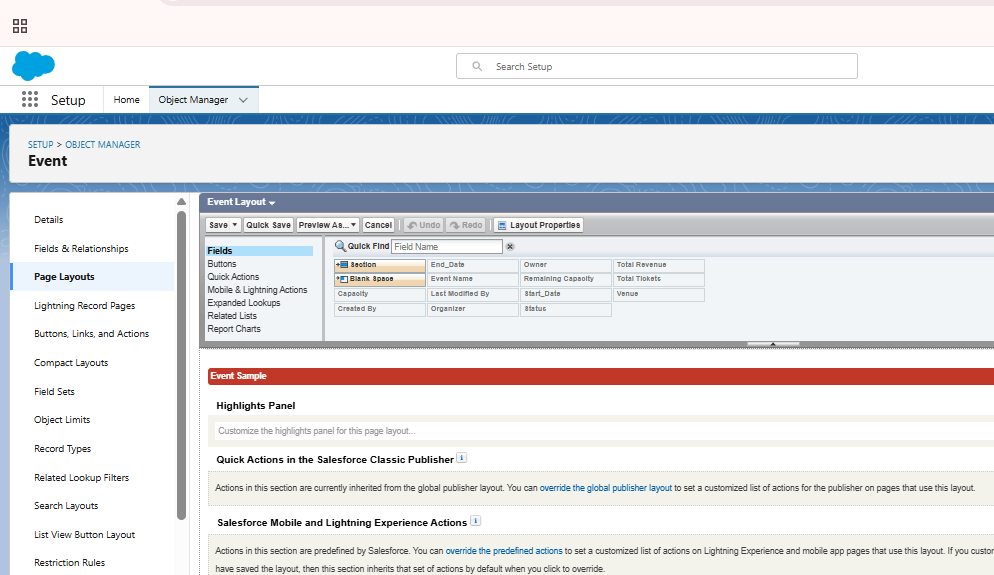 Search Setup
Setup
Home
Object Manager
SETUP > OBJECT MANAGER
Event
Details
Fields & Relationships
Page Layouts
Lightning Record Pages
Buttons, Links, and Actions
Compact Layouts
Field Sets
Object Limits
Record Types
Related Lookup Filters
Search Layouts
List View Button Layout
Restriction Rules
Event Layout
Save Quick Save Preview As... Cancel Undo Redo Layout Properties
Fields
Buttons
Quick Actions
Mobile & Lightning Actions
Expanded Lookups
Related Lists
Report Charts
Quick Find Field Name
Section End_Date Owner Total Revenue
Blank Space Event Name Remaining Capacity Total Tickets
Capacity Last Modified By Start_Date Venue
Created By Organizer Status
Event Sample
Highlights Panel
Customize the highlights panel for this page layout...
Quick Actions in the Salesforce Classic Publisher
Actions in this section are currently inherited from the global publisher layout. You can override the global publisher layout to set a customized list of actions for the publisher on pages that use this layout.
Salesforce Mobile and Lightning Experience Actions
Actions in this section are predefined by Salesforce. You can override the predefined actions to set a customized list of actions on Lightning Experience and mobile app pages that use this layout. If you custor
have saved the layout, then this section inherits that set of actions by default when you click to override.